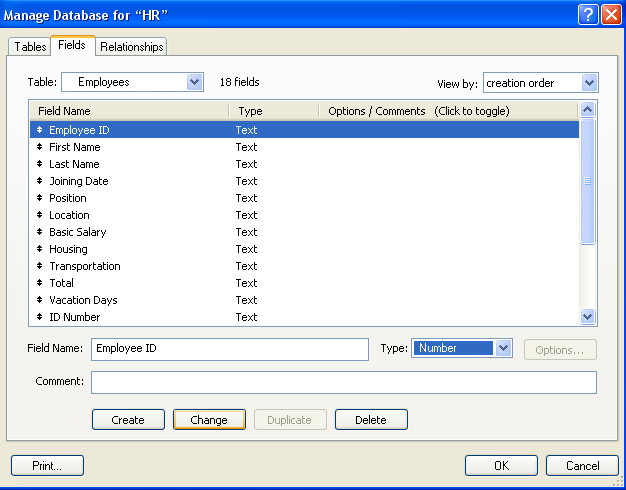 Manage Database for “HR”
Tables Fields Relationships
Table: Employees 18 fields View by: creation order
Field Name Type Options / Comments (Click to toggle)
Employee ID Text
First Name Text
Last Name Text
Joining Date Text
Position Text
Location Text
Basic Salary Text
Housing Text
Transportation Text
Total Text
Vacation Days Text
ID Number Text
Field Name: Employee ID Type: Number Options...
Comment:
Create Change Duplicate Delete
Print... OK Cancel